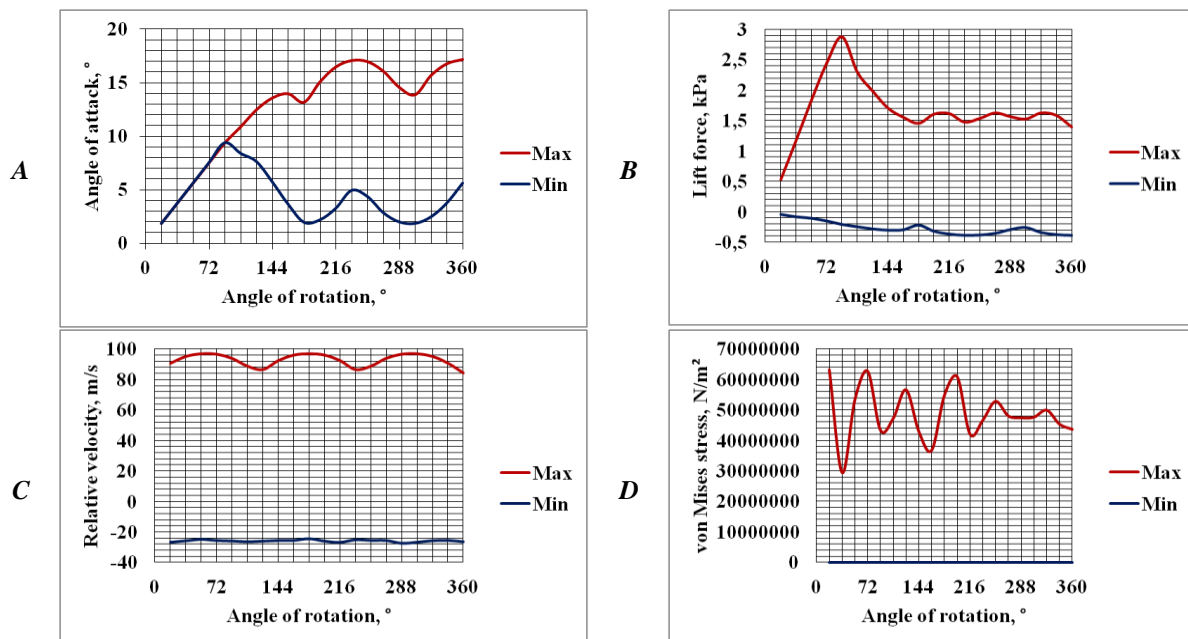 A
Angle of attack, °
20
15
10
5
0
0 72 144 216 288 360
Angle of rotation, °
Max
Min
B
Lift force, kPa
3
2,5
2
1,5
1
0,5
0
-0,5
0 72 144 216 288 360
Angle of rotation, °
Max
Min
C
Relative velocity, m/s
100
80
60
40
20
0
-20
-40
0 72 144 216 288 360
Angle of rotation, °
Max
Min
D
von Mises stress, N/m²
70000000
60000000
50000000
40000000
30000000
20000000
10000000
0
0 72 144 216 288 360
Angle of rotation, °
Max
Min